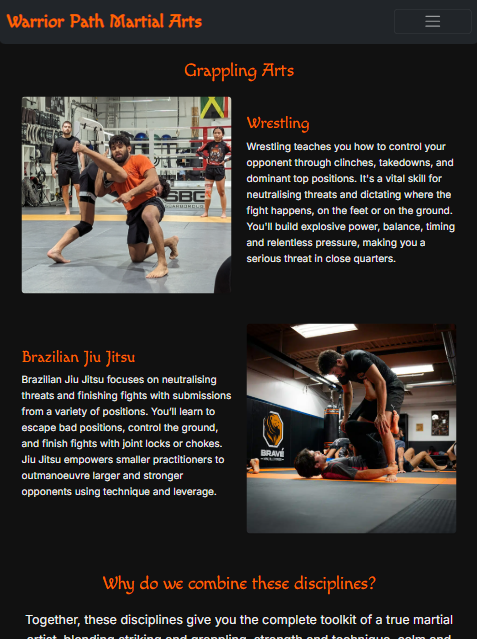 Warrior Path Martial Arts
Grappling Arts
Wrestling
Wrestling teaches you how to control your
opponent through clinches, takedowns, and
dominant top positions. It's a vital skill for
neutralising threats and dictating where the
fight happens, on the feet or on the ground.
You'll build explosive power, balance, timing
and relentless pressure, making you a
serious threat in close quarters.
Brazilian Jiu Jitsu
Brazilian Jiu Jitsu focuses on neutralising
threats and finishing fights with submissions
from a variety of positions. You'll learn to
escape bad positions, control the ground,
and finish fights with joint locks or chokes.
Jiu Jitsu empowers smaller practitioners to
outmanoeuvre larger and stronger
opponents using technique and leverage.
BRAVÉ
Why do we combine these disciplines?
Together, these disciplines give you the complete toolkit of a true martial
artist, blending striking and grappling, strength and technique, calm and